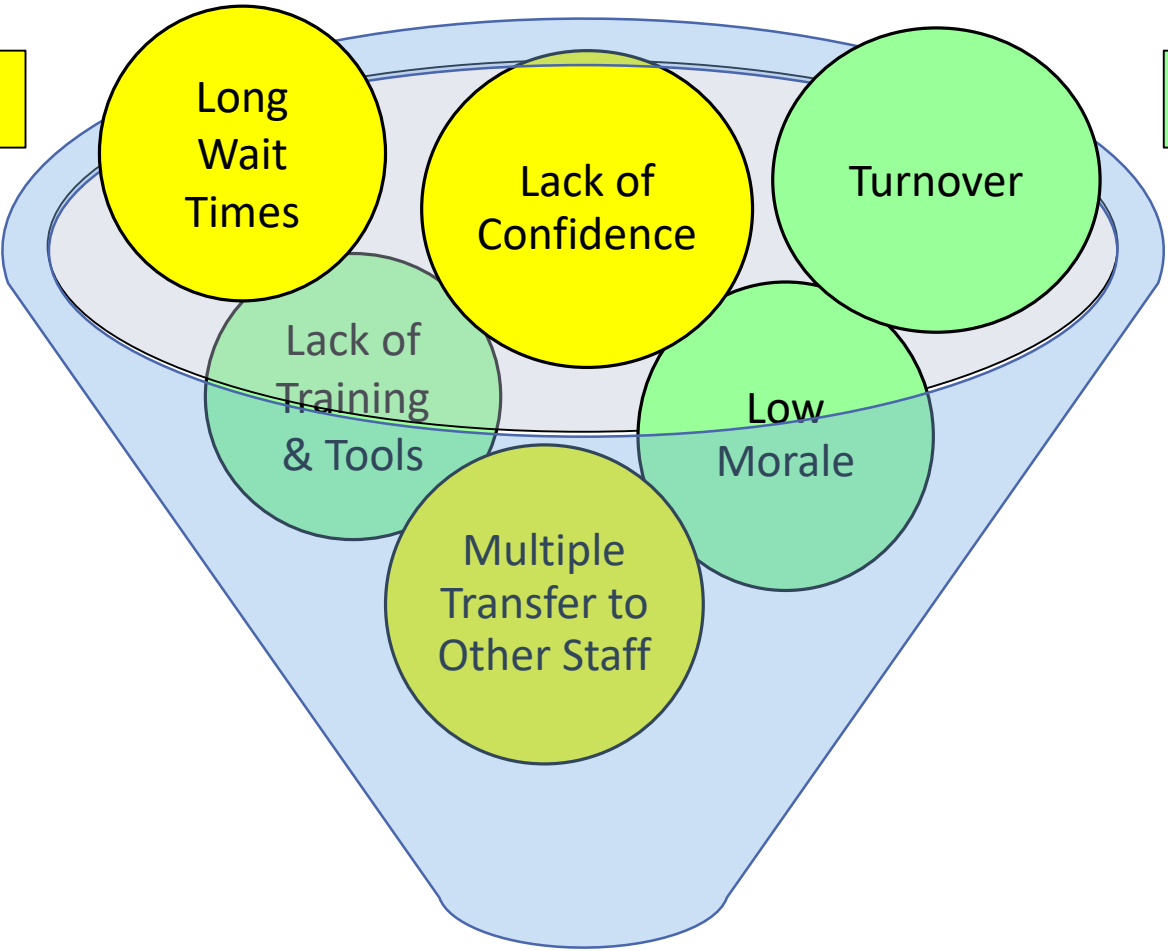 Long
Wait
Times
Lack of
Confidence
Turnover
Lack of
Training
& Tools
Low
Morale
Multiple
Transfer to
Other Staff